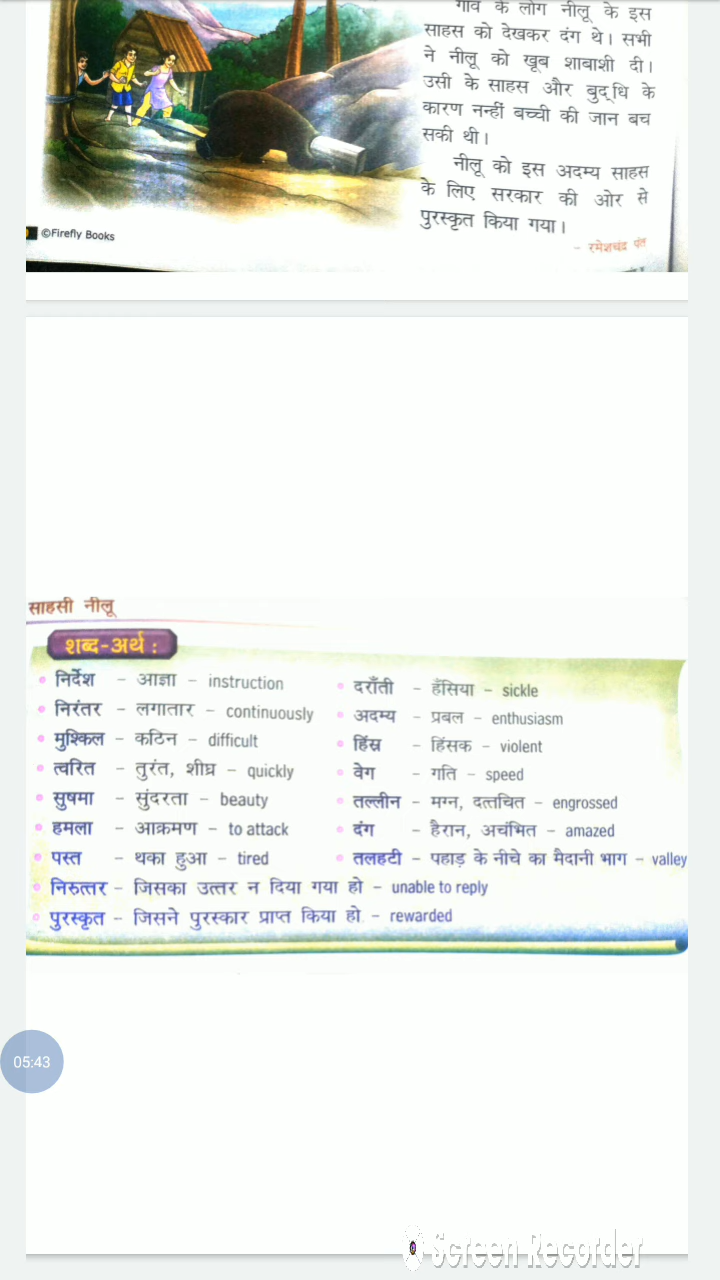 गाँव के लोग नीलू के इस
साहस को देखकर दंग थे। सभी
ने नीलू को खूब शाबाशी दी।
उसी के साहस और बुद्धि के
कारण नन्हीं बच्ची की जान बच
सकी थी।
नीलू को इस अदम्य साहस
के लिए सरकार की ओर से
पुरस्कृत किया गया।
- रमेशचंद्र पंत
©Firefly Books
साहसी नीलू
शब्द-अर्थ :
निर्देश - आज्ञा - instruction
निरंतर - लगातार - continuously
मुश्किल - कठिन - difficult
त्वरित - तुरंत, शीघ्र - quickly
सुषमा - सुंदरता - beauty
हमला - आक्रमण - to attack
पस्त - थका हुआ - tired
दराँती - हँसिया - sickle
अदम्य - प्रबल - enthusiasm
हिंस्र - हिंसक - violent
वेग - गति - speed
तल्लीन - मग्न, दत्तचित - engrossed
दंग - हैरान, अचंभित - amazed
तलहटी - पहाड़ के नीचे का मैदानी भाग - valley
निरुत्तर - जिसका उत्तर न दिया गया हो - unable to reply
पुरस्कृत - जिसने पुरस्कार प्राप्त किया हो - rewarded
05:43
Screen Recorder